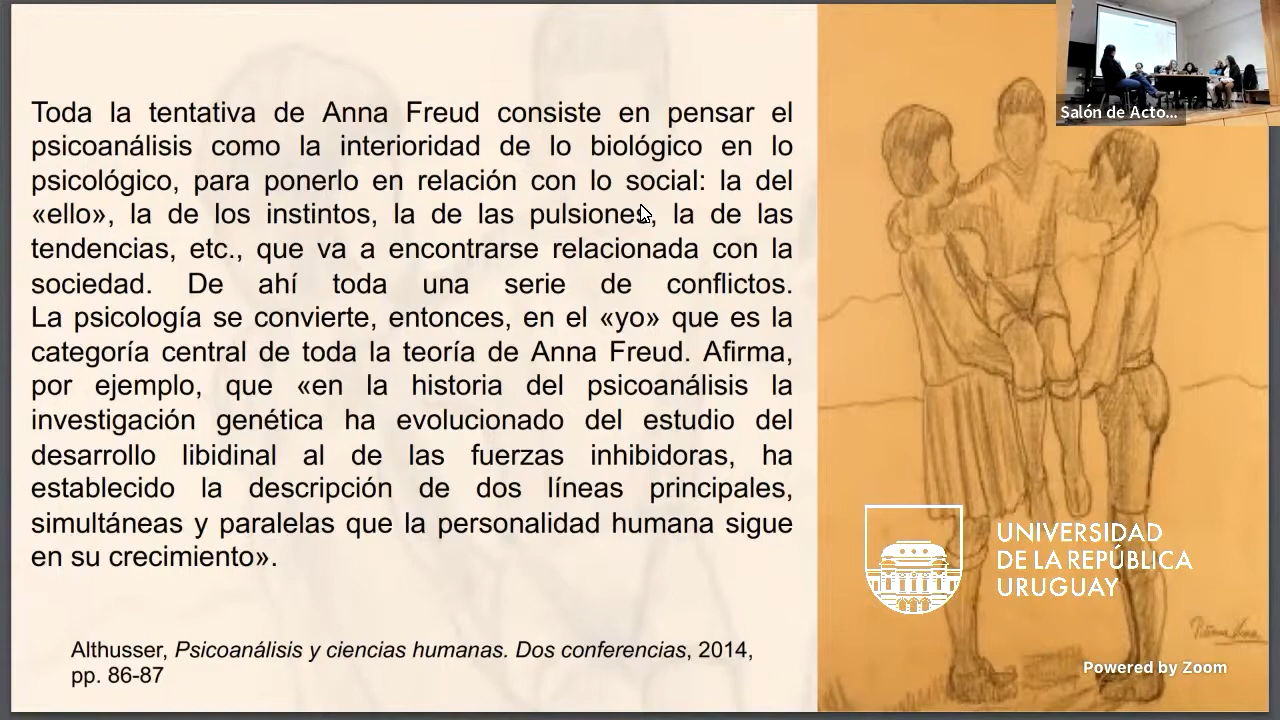 Toda la tentativa de Anna Freud consiste en pensar el
psicoanálisis como la interioridad de lo biológico en lo
psicológico, para ponerlo en relación con lo social: la del
«ello», la de los instintos, la de las pulsiones, la de las
tendencias, etc., que va a encontrarse relacionada con la
sociedad. De ahí toda una serie de conflictos.
La psicología se convierte, entonces, en el «yo» que es la
categoría central de toda la teoría de Anna Freud. Afirma,
por ejemplo, que «en la historia del psicoanálisis la
investigación genética ha evolucionado del estudio del
desarrollo libidinal al de las fuerzas inhibidoras, ha
establecido la descripción de dos líneas principales,
simultáneas y paralelas que la personalidad humana sigue
en su crecimiento».
Althusser, Psicoanálisis y ciencias humanas. Dos conferencias, 2014,
pp. 86-87
Salón de Acto...
UNIVERSIDAD
DE LA REPÚBLICA
URUGUAY
Powered by Zoom